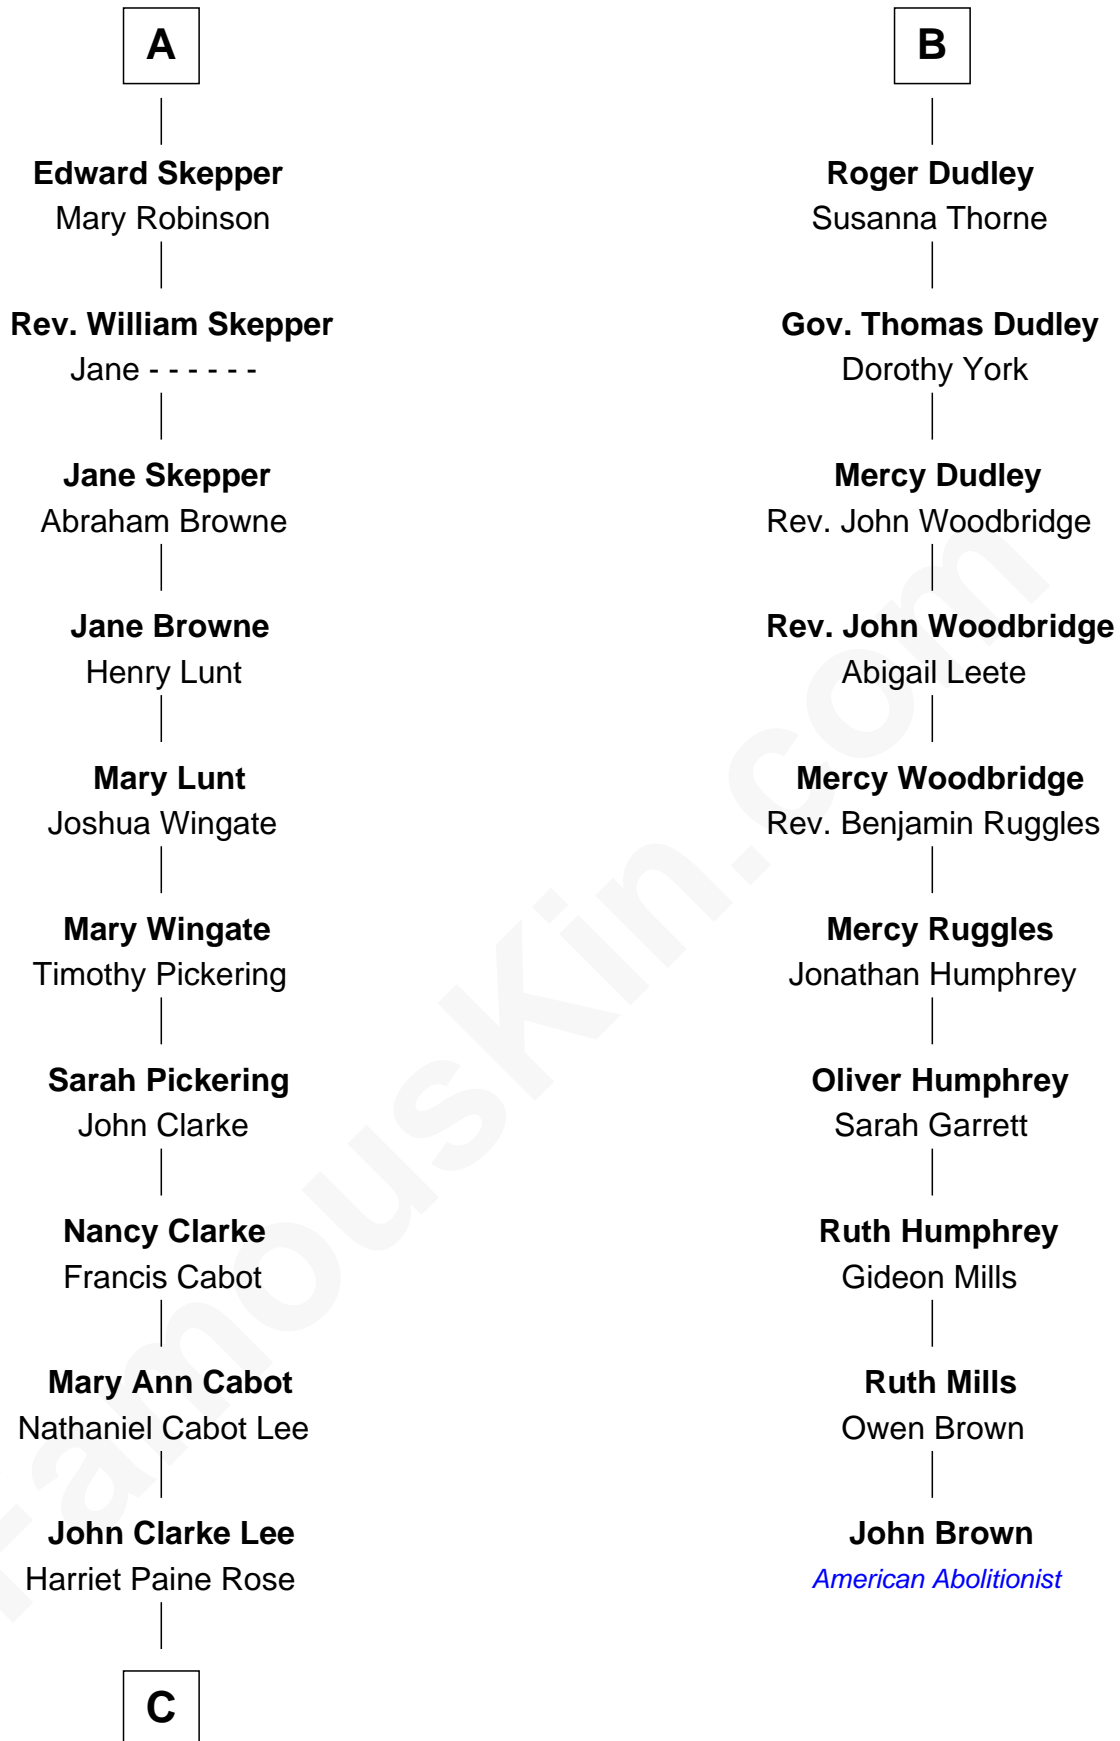 A
Edward Skepper
Mary Robinson
Rev. William Skepper
Jane - - - - - -
Jane Skepper
Abraham Browne
Jane Browne
Henry Lunt
Mary Lunt
Joshua Wingate
Mary Wingate
Timothy Pickering
Sarah Pickering
John Clarke
Nancy Clarke
Francis Cabot
Mary Ann Cabot
Nathaniel Cabot Lee
John Clarke Lee
Harriet Paine Rose
C
B
Roger Dudley
Susanna Thorne
Gov. Thomas Dudley
Dorothy York
Mercy Dudley
Rev. John Woodbridge
Rev. John Woodbridge
Abigail Leete
Mercy Woodbridge
Rev. Benjamin Ruggles
Mercy Ruggles
Jonathan Humphrey
Oliver Humphrey
Sarah Garrett
Ruth Humphrey
Gideon Mills
Ruth Mills
Owen Brown
John Brown
American Abolitionist
FamousKin.com